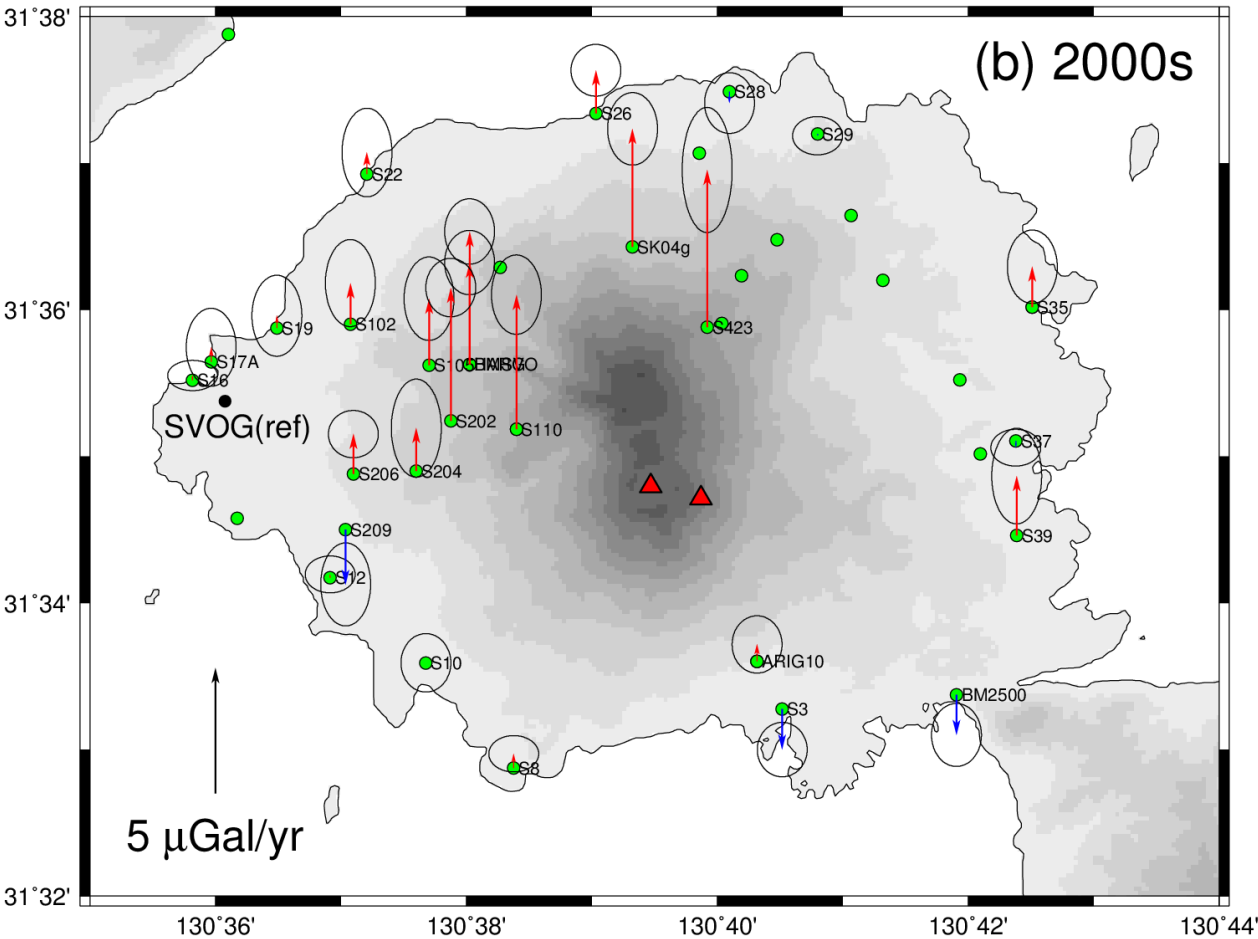 31°38'
(b) 2000s
S28
S26
S29
S22
SK04g
31°36'
S35
S19
S102
S423
S17A
S16
SVOG(ref)
S202
S110
S37
S206
S204
S39
S209
31°34'
S12
S10
ARIG10
BM2500
S3
S8
5 μGal/yr
31°32'
130°36'
130°38'
130°40'
130°42'
130°44'